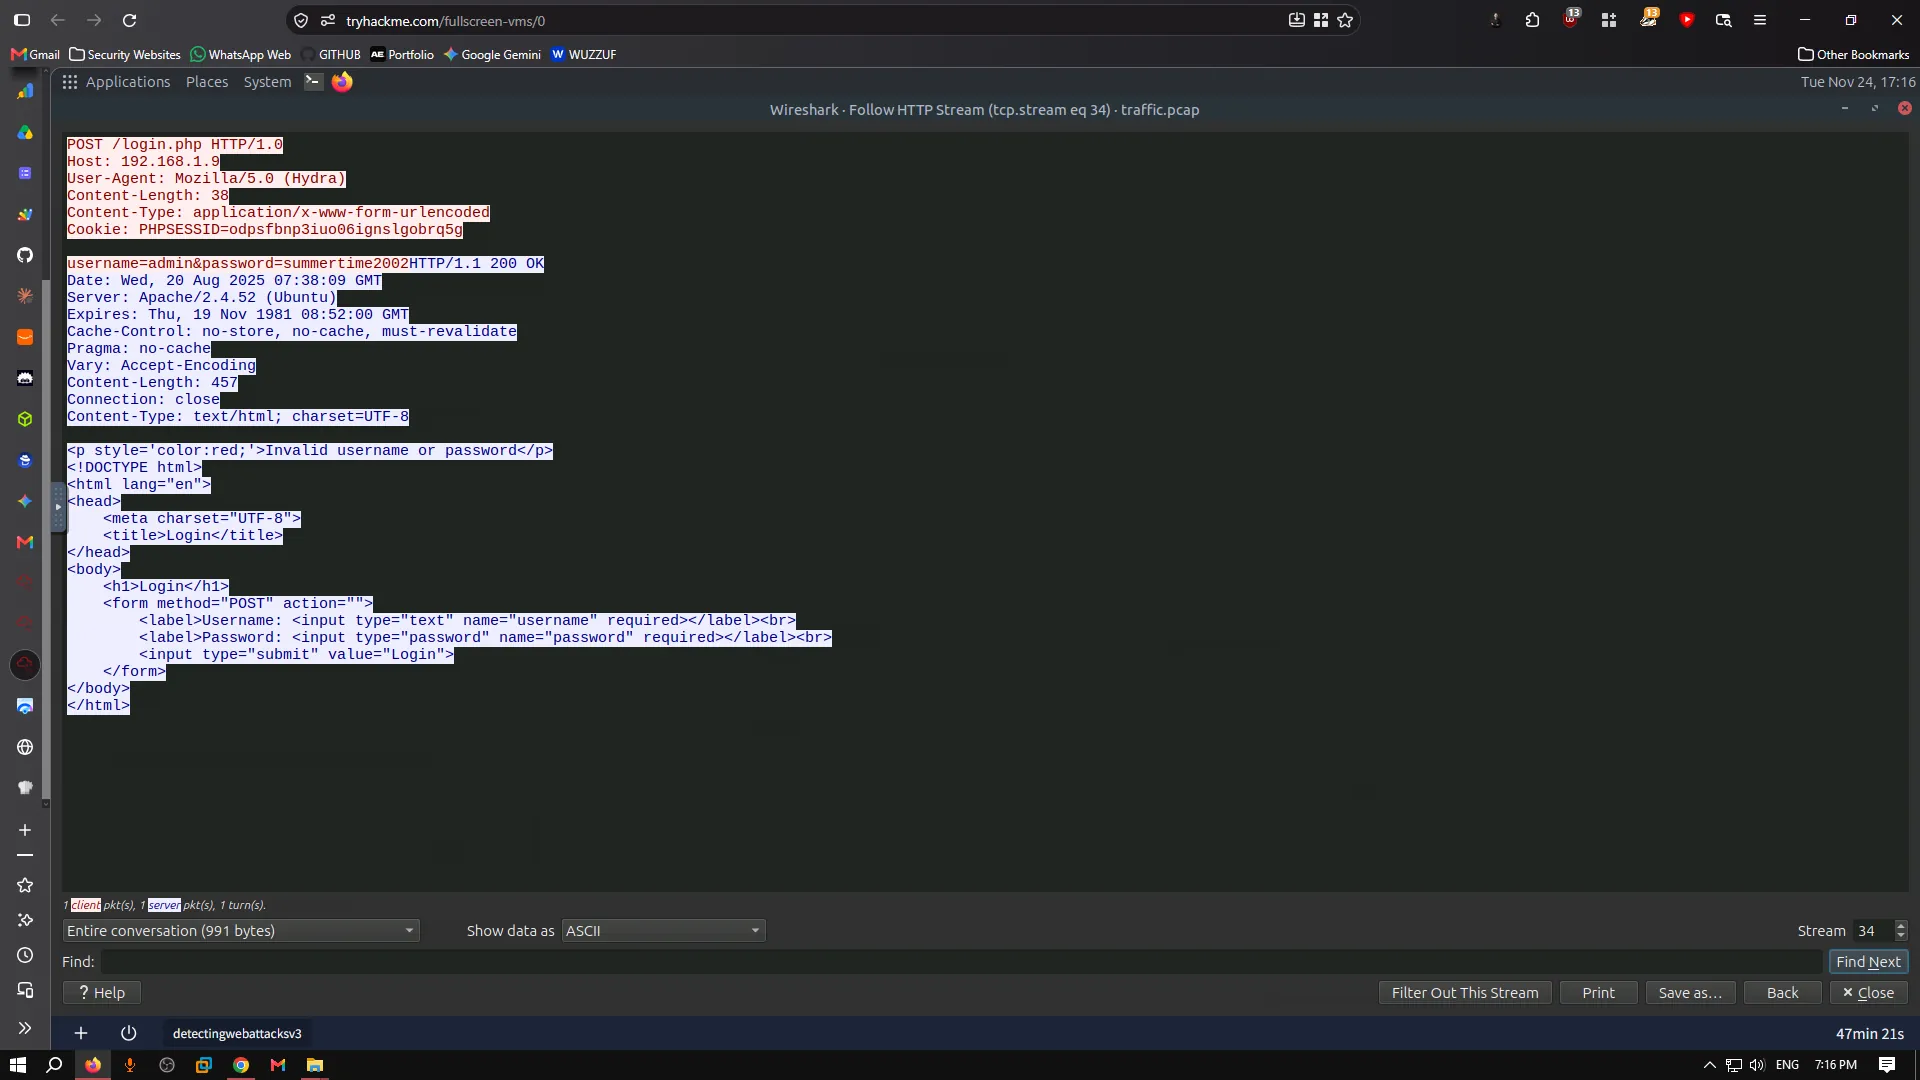 tryhackme.com/fullscreen-vms/0
13
13
Gmail
Security Websites
WhatsApp Web
GITHUB
AE Portfolio
Google Gemini
W WUZZUF
Other Bookmarks
Applications Places System
Tue Nov 24, 17:16
Wireshark · Follow HTTP Stream (tcp.stream eq 34) · traffic.pcap
POST /login.php HTTP/1.0
Host: 192.168.1.9
User-Agent: Mozilla/5.0 (Hydra)
Content-Length: 38
Content-Type: application/x-www-form-urlencoded
Cookie: PHPSESSID=odpsfbnp3iuo06ignslgobrq5g
username=admin&password=summertime2002HTTP/1.1 200 OK
Date: Wed, 20 Aug 2025 07:38:09 GMT
Server: Apache/2.4.52 (Ubuntu)
Expires: Thu, 19 Nov 1981 08:52:00 GMT
Cache-Control: no-store, no-cache, must-revalidate
Pragma: no-cache
Vary: Accept-Encoding
Content-Length: 457
Connection: close
Content-Type: text/html; charset=UTF-8
<p style='color:red;'>Invalid username or password</p>
<!DOCTYPE html>
<html lang="en">
<head>
    <meta charset="UTF-8">
    <title>Login</title>
</head>
<body>
    <h1>Login</h1>
    <form method="POST" action="">
        <label>Username: <input type="text" name="username" required></label><br>
        <label>Password: <input type="password" name="password" required></label><br>
        <input type="submit" value="Login">
    </form>
</body>
</html>
1 client pkt(s), 1 server pkt(s), 1 turn(s).
Entire conversation (991 bytes)
Show data as ASCII
Stream 34
Find:
Find Next
? Help
Filter Out This Stream
Print
Save as…
Back
× Close
detectingwebattacksv3
47min 21s
ENG
7:16 PM